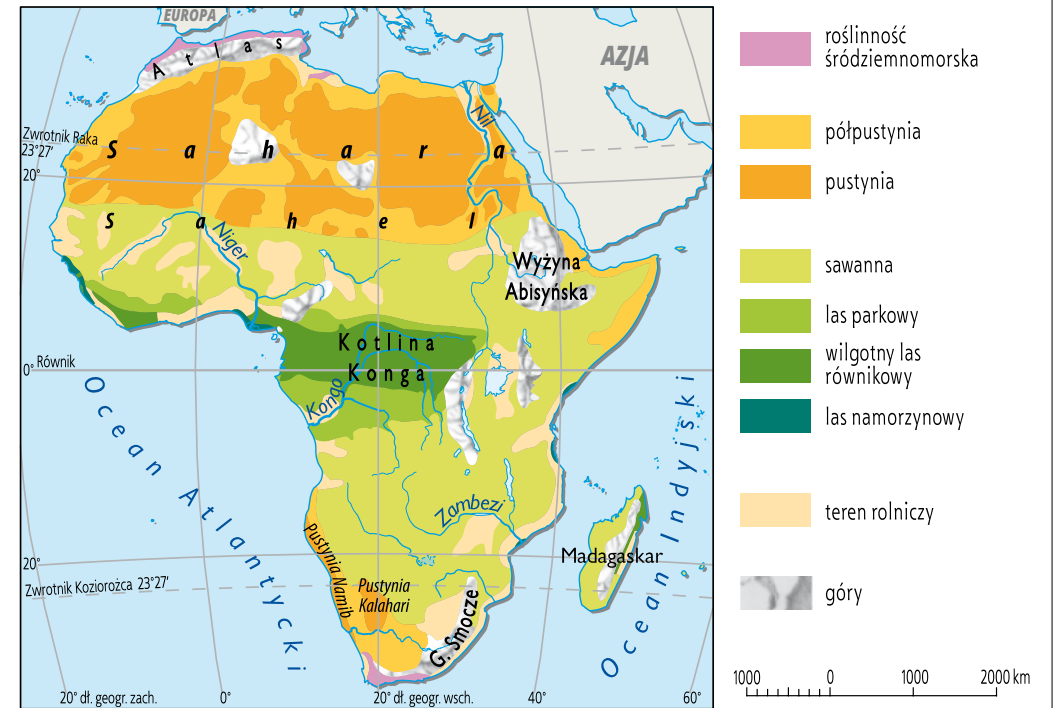 EUROPA
AZJA
Atlas
Nil
Zwrotnik Raka
23°27'
Sahara
20°
Sahel
Niger
Wyżyna
Abisyńska
Kotlina
Konga
0° Równik
Kongo
Ocean Atlantycki
Ocean Indyjski
Zambezi
Madagaskar
20°
Pustynia Namib
Pustynia
Kalahari
Zwrotnik Koziorożca 23°27'
G. Smocze
20° dł. geogr. zach.
0°
20° dł. geogr. wsch.
40°
60°
roślinność
śródziemnomorska
półpustynia
pustynia
sawanna
las parkowy
wilgotny las
równikowy
las namorzynowy
teren rolniczy
góry
1000 0 1000 2000 km